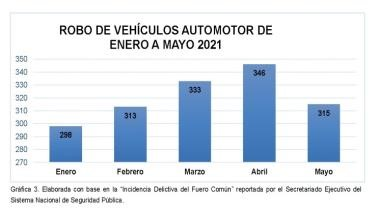 ROBO DE VEHÍCULOS AUTOMOTOR DE
ENERO A MAYO 2021
350
340
330
320
310
300
290
280
270
298
313
333
346
315
Enero
Febrero
Marzo
Abril
Mayo
Gráfica 3. Elaborada con base en la “Incidencia Delictiva del Fuero Común” reportada por el Secretariado Ejecutivo del
Sistema Nacional de Seguridad Pública.